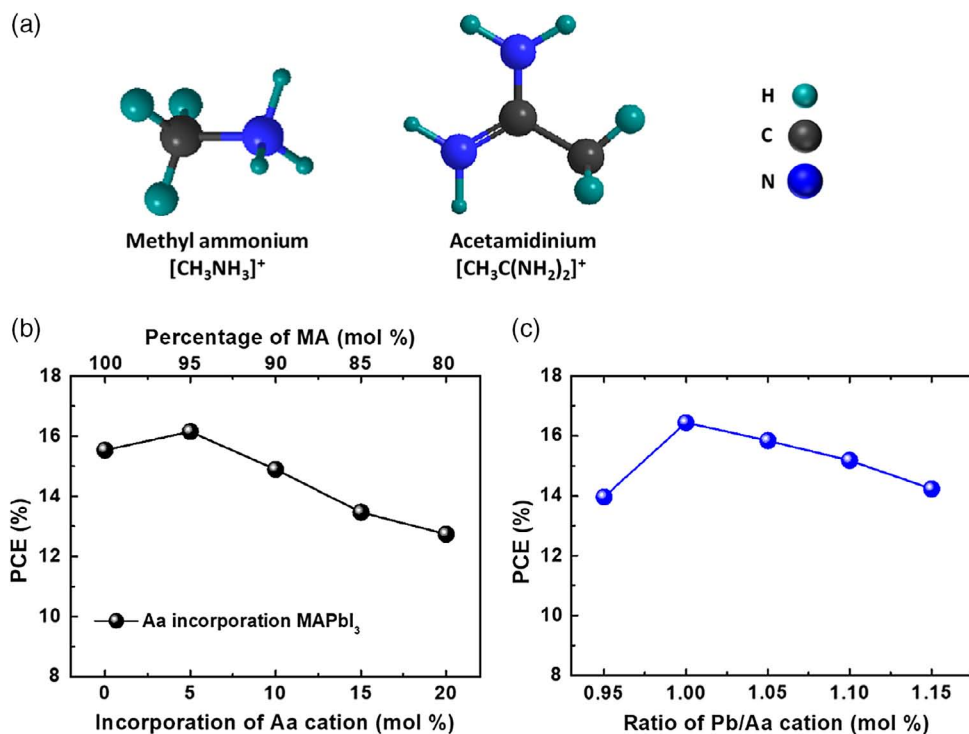 (a)
H
C
N
Methyl ammonium
[CH₃NH₃]⁺
Acetamidinium
[CH₃C(NH₂)₂]⁺
(b)
Percentage of MA (mol %)
100 95 90 85 80
18
16
14
12
10
8
PCE (%)
Aa incorporation MAPbI₃
0 5 10 15 20
Incorporation of Aa cation (mol %)
(c)
18
16
14
12
10
8
PCE (%)
0.95 1.00 1.05 1.10 1.15
Ratio of Pb/Aa cation (mol %)